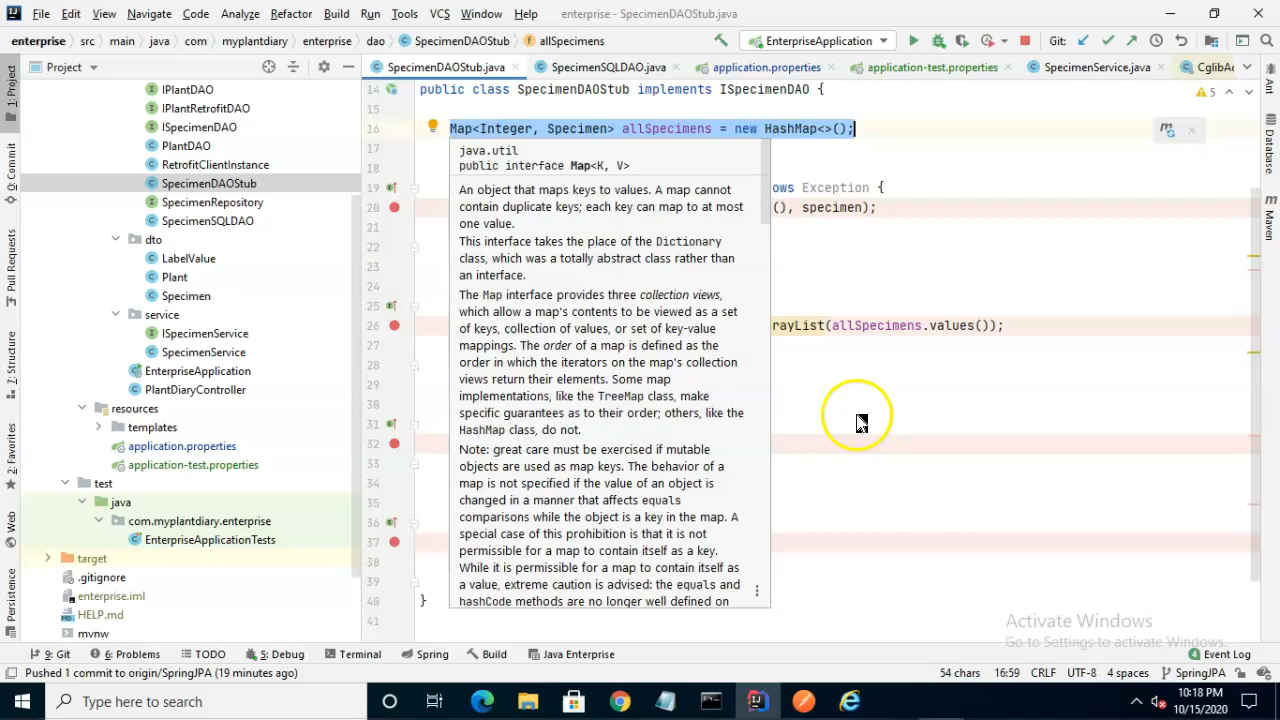 File Edit View Navigate Code Analyze Refactor Build Run Tools VCS Window Help enterprise - SpecimenDAOStub.java
enterprise src main java com myplantdiary enterprise dao SpecimenDAOStub allSpecimens EnterpriseApplication Git:
Project SpecimenDAOStub.java SpecimenSQLDAO.java application.properties application-test.properties SpecimenService.java CglibAo
1: Project
0: Commit
Pull Requests
7: Structure
2: Favorites
Web
Persistence
Ant
Database
Maven
IPlantDAO
IPlantRetrofitDAO
ISpecimenDAO
PlantDAO
RetrofitClientInstance
SpecimenDAOStub
SpecimenRepository
SpecimenSQLDAO
dto
LabelValue
Plant
Specimen
service
ISpecimenService
SpecimenService
EnterpriseApplication
PlantDiaryController
resources
templates
application.properties
application-test.properties
test
java
com.myplantdiary.enterprise
EnterpriseApplicationTests
target
.gitignore
enterprise.iml
HELP.md
mvnw
14 public class SpecimenDAOStub implements ISpecimenDAO { 5
15
16 Map<Integer, Specimen> allSpecimens = new HashMap<>();
17
18
19 ows Exception {
20 (), specimen);
21
22
23
24
25
26 rayList(allSpecimens.values());
27
28
29
30
31
32
33
34
35
36
37
38
39
40 }
41
java.util
public interface Map<K, V>
An object that maps keys to values. A map cannot
contain duplicate keys; each key can map to at most
one value.
This interface takes the place of the Dictionary
class, which was a totally abstract class rather than
an interface.
The Map interface provides three collection views,
which allow a map's contents to be viewed as a set
of keys, collection of values, or set of key-value
mappings. The order of a map is defined as the
order in which the iterators on the map's collection
views return their elements. Some map
implementations, like the TreeMap class, make
specific guarantees as to their order; others, like the
HashMap class, do not.
Note: great care must be exercised if mutable
objects are used as map keys. The behavior of a
map is not specified if the value of an object is
changed in a manner that affects equals
comparisons while the object is a key in the map. A
special case of this prohibition is that it is not
permissible for a map to contain itself as a key.
While it is permissible for a map to contain itself as
a value, extreme caution is advised: the equals and
hashCode methods are no longer well defined on
Activate Windows
Go to Settings to activate Windows.
9: Git 6: Problems TODO 5: Debug Terminal Spring Build Java Enterprise 4 Event Log
Pushed 1 commit to origin/SpringJPA (19 minutes ago) 54 chars 16:59 CRLF UTF-8 4 spaces SpringJPA
Type here to search
10:18 PM
10/15/2020